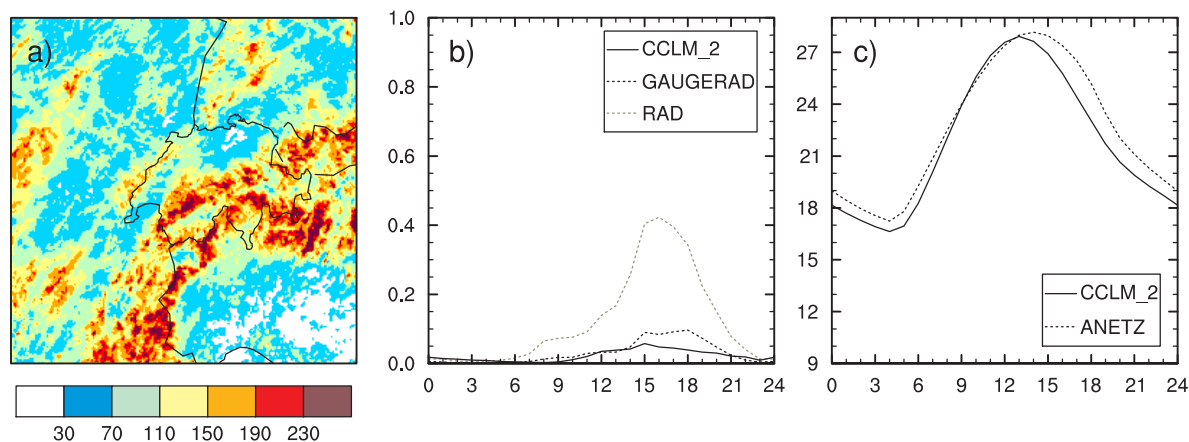 a)
30 70 110 150 190 230
b)
CCLM_2
GAUGERAD
RAD
1.0
0.8
0.6
0.4
0.2
0.0
0 3 6 9 12 15 18 21 24
c)
27
24
21
18
15
12
9
CCLM_2
ANETZ
0 3 6 9 12 15 18 21 24